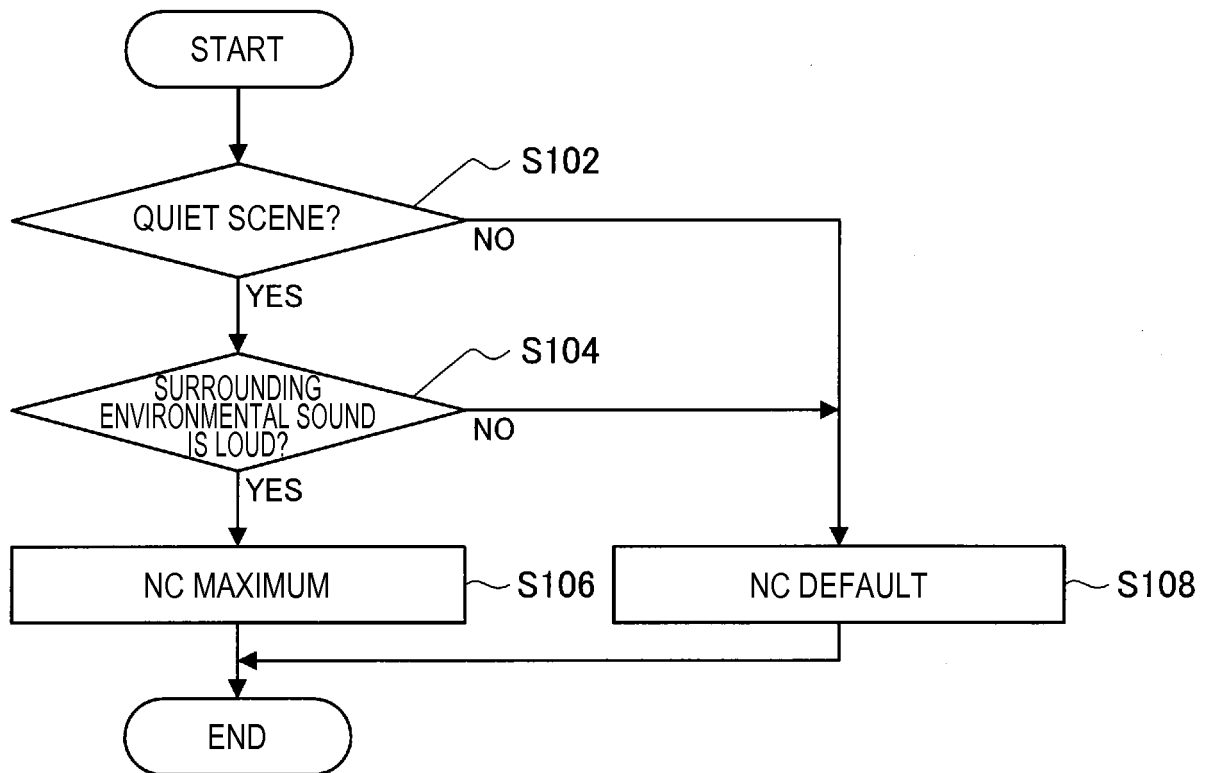 START
S102
QUIET SCENE?
NO
YES
S104
SURROUNDING
ENVIRONMENTAL SOUND
IS LOUD?
NO
YES
NC MAXIMUM
S106
NC DEFAULT
S108
END